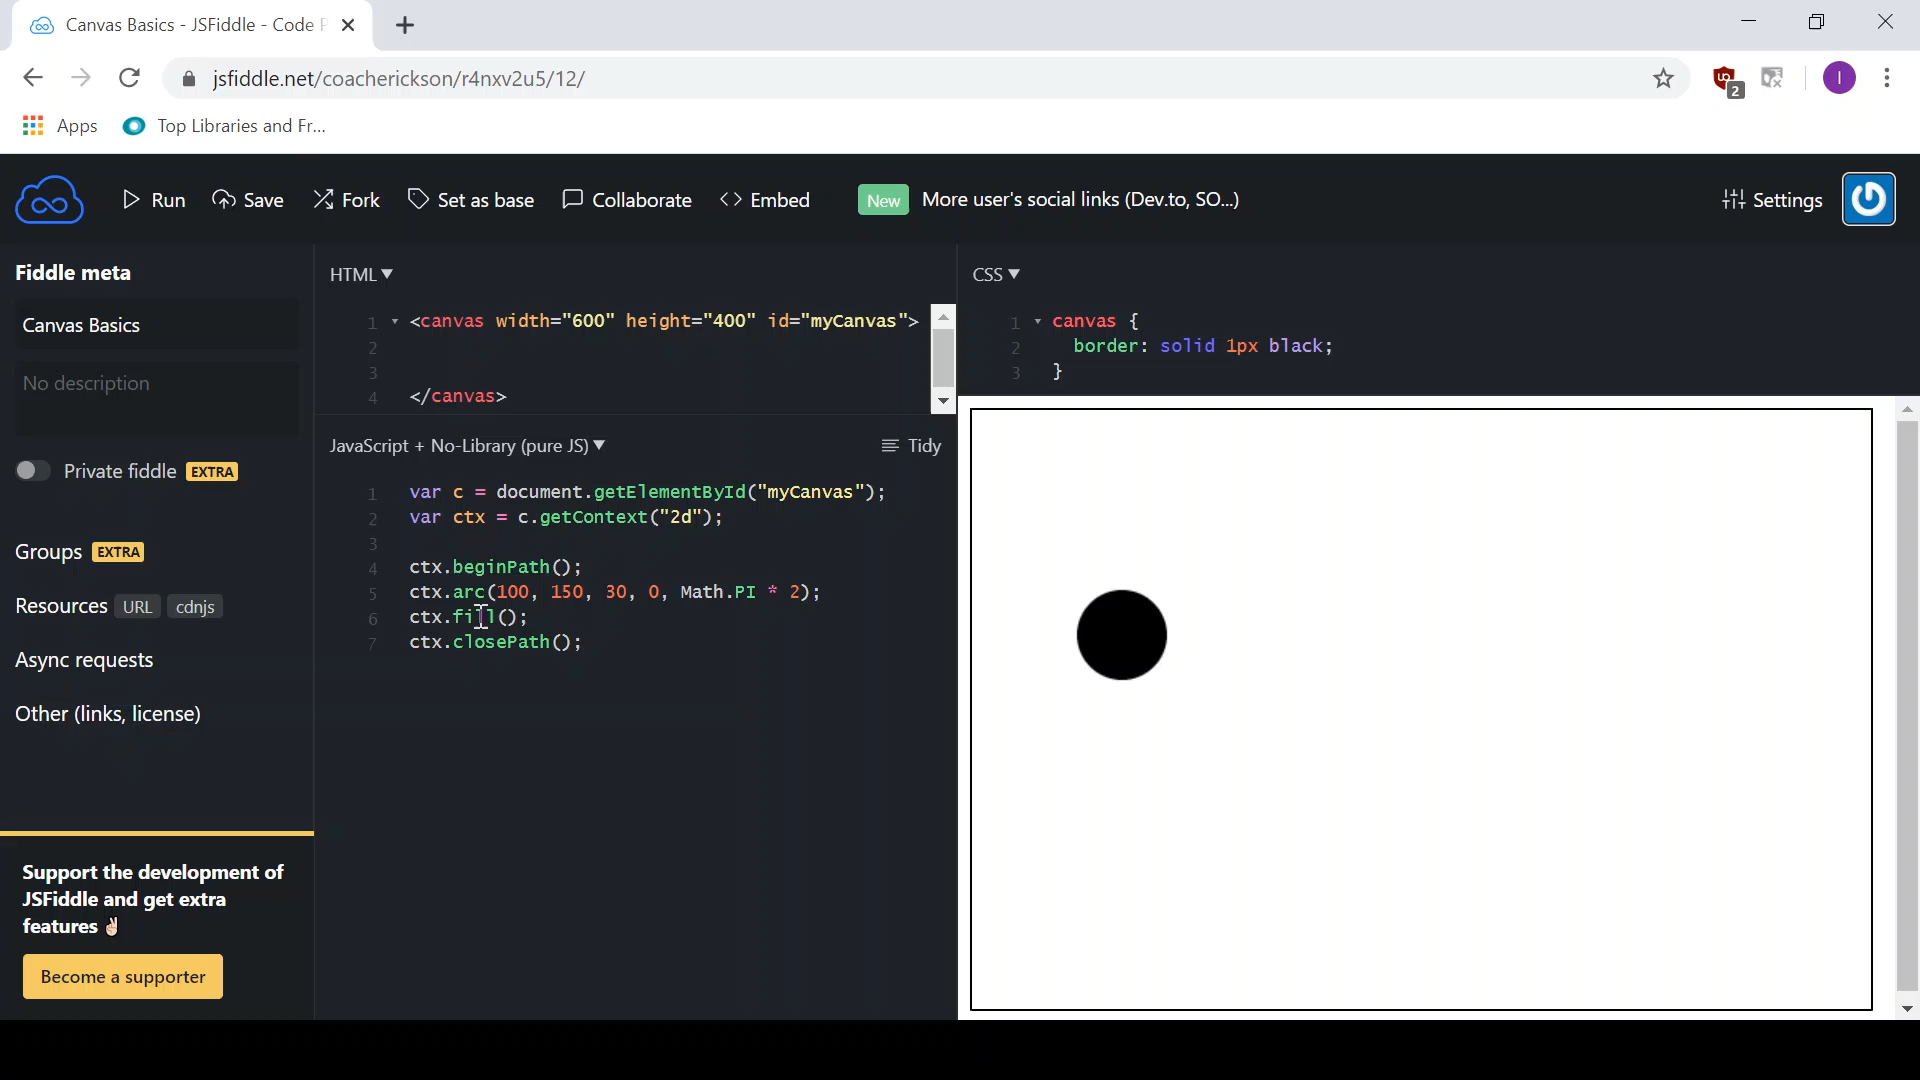 Canvas Basics - JSFiddle - Code P
jsfiddle.net/coacherickson/r4nxv2u5/12/
2
I
Apps
Top Libraries and Fr...
Run
Save
Fork
Set as base
Collaborate
Embed
New
More user's social links (Dev.to, SO...)
Settings
Fiddle meta
Canvas Basics
No description
Private fiddle EXTRA
Groups EXTRA
Resources URL cdnjs
Async requests
Other (links, license)
Support the development of
JSFiddle and get extra
features ✌🏻
Become a supporter
HTML▼
1 <canvas width="600" height="400" id="myCanvas">
2
3
4 </canvas>
JavaScript + No-Library (pure JS)▼
Tidy
1 var c = document.getElementById("myCanvas");
2 var ctx = c.getContext("2d");
3
4 ctx.beginPath();
5 ctx.arc(100, 150, 30, 0, Math.PI * 2);
6 ctx.fill();
7 ctx.closePath();
CSS▼
1 canvas {
2 border: solid 1px black;
3 }